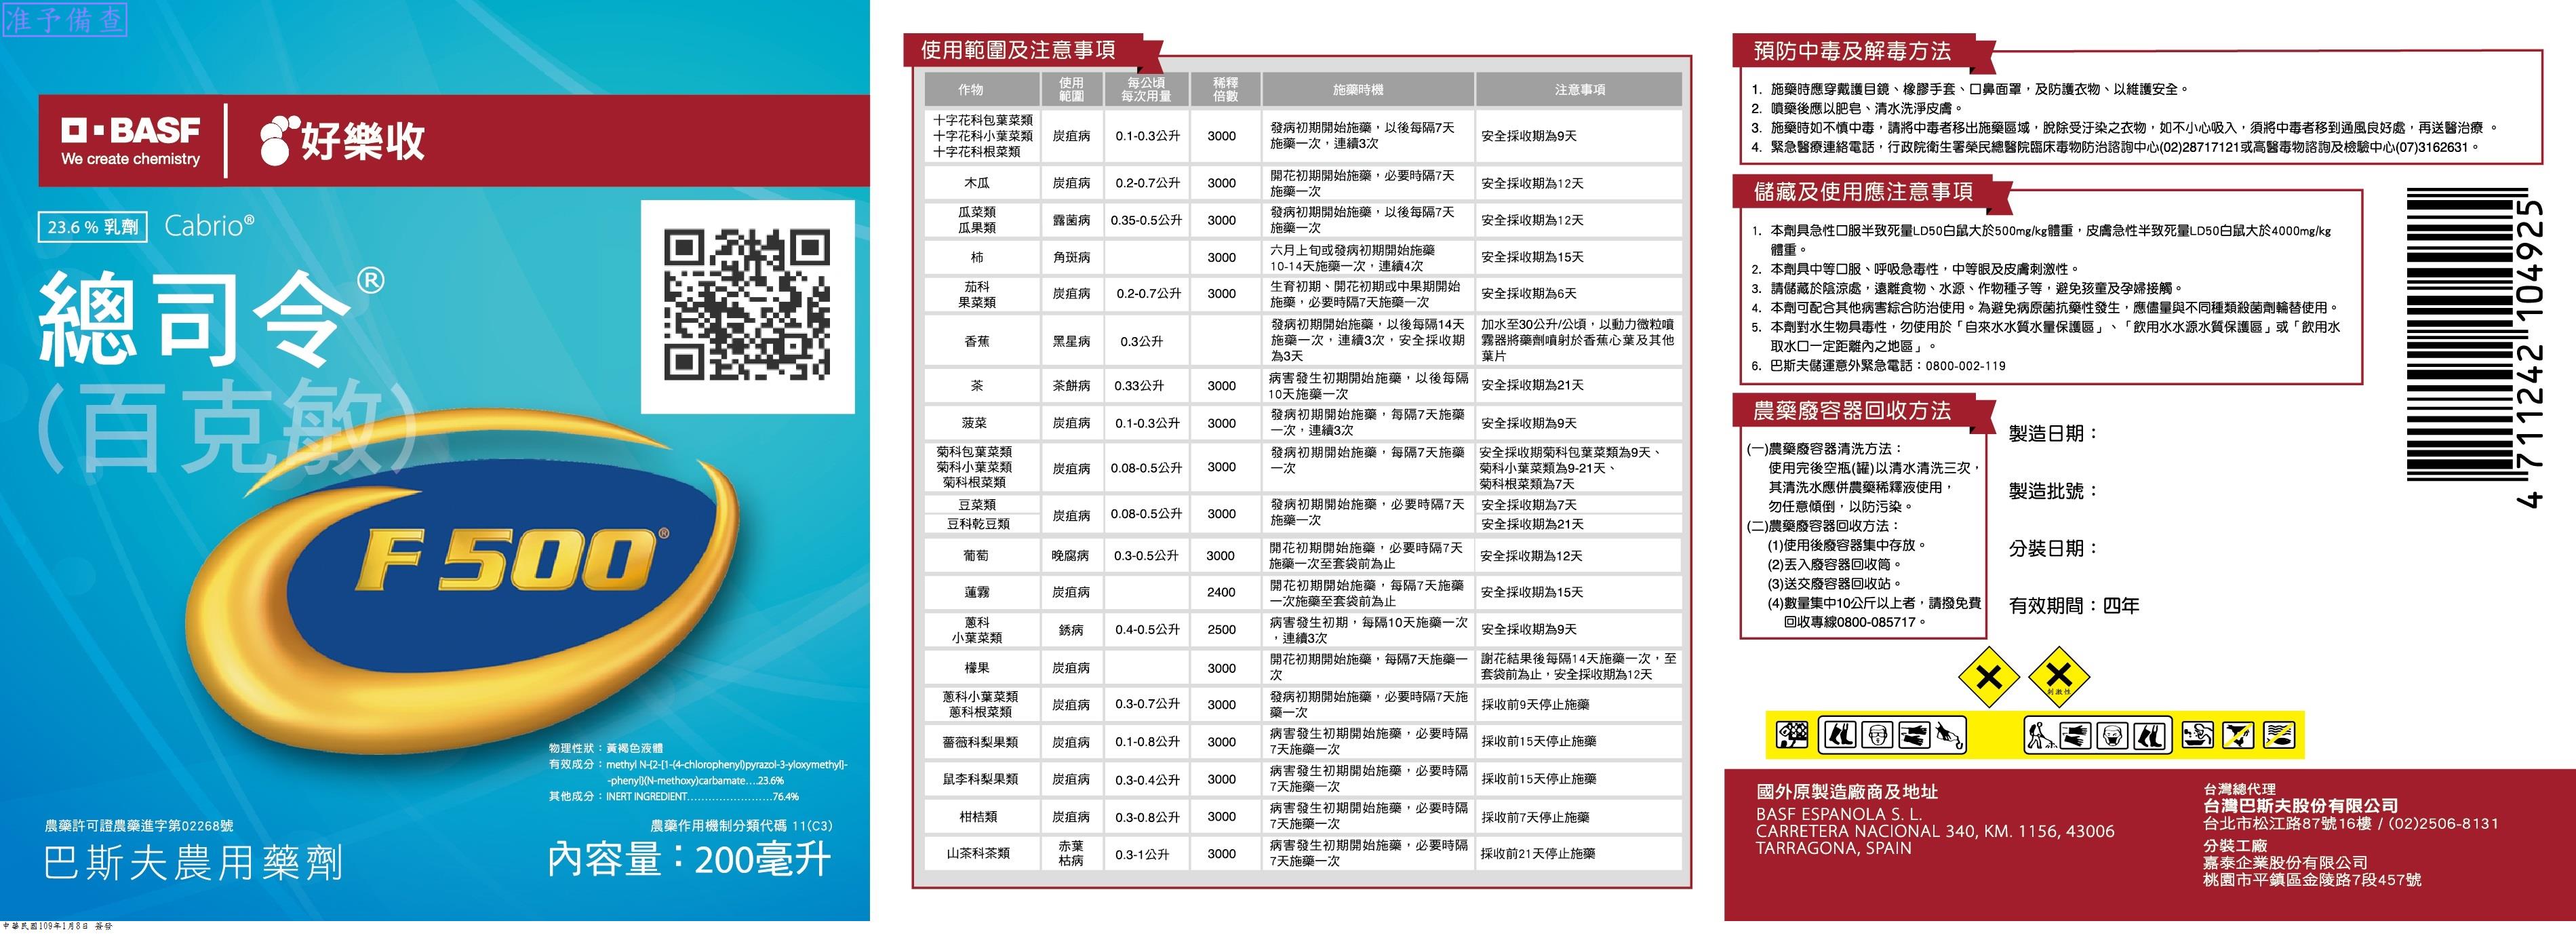 准予備查
BASF
We create chemistry
好樂收
23.6 % 乳劑
Cabrio®
總司令®
(百克敏)
F 500®
物理性狀：黃褐色液體
有效成分：methyl N-{2-[1-(4-chlorophenyl)pyrazol-3-yloxymethyl]-
-phenyl}(N-methoxy)carbamate....23.6%
其他成分：INERT INGREDIENT........................76.4%
農藥許可證農藥進字第02268號
農藥作用機制分類代碼 11(C3)
巴斯夫農用藥劑
內容量：200毫升
中華民國109年1月8日 簽發
使用範圍及注意事項
作物 使用範圍 每公頃每次用量 稀釋倍數 施藥時機 注意事項
十字花科包葉菜類
十字花科小葉菜類
十字花科根菜類
炭疽病 0.1-0.3公升 3000
發病初期開始施藥，以後每隔7天
施藥一次，連續3次
安全採收期為9天
木瓜 炭疽病 0.2-0.7公升 3000
開花初期開始施藥，必要時隔7天
施藥一次
安全採收期為12天
瓜菜類
瓜果類
露菌病 0.35-0.5公升 3000
發病初期開始施藥，以後每隔7天
施藥一次
安全採收期為12天
柿 角斑病 3000
六月上旬或發病初期開始施藥
10-14天施藥一次，連續4次
安全採收期為15天
茄科
果菜類
炭疽病 0.2-0.7公升 3000
生育初期、開花初期或中果期開始
施藥，必要時隔7天施藥一次
安全採收期為6天
香蕉 黑星病 0.3公升
發病初期開始施藥，以後每隔14天
施藥一次，連續3次，安全採收期
為3天
加水至30公升/公頃，以動力微粒噴
霧器將藥劑噴射於香蕉心葉及其他
葉片
茶 茶餅病 0.33公升 3000
病害發生初期開始施藥，以後每隔
10天施藥一次
安全採收期為21天
菠菜 炭疽病 0.1-0.3公升 3000
發病初期開始施藥，每隔7天施藥
一次，連續3次
安全採收期為9天
菊科包葉菜類
菊科小葉菜類
菊科根菜類
炭疽病 0.08-0.5公升 3000
發病初期開始施藥，每隔7天施藥
一次
安全採收期菊科包葉菜類為9天、
菊科小葉菜類為9-21天、
菊科根菜類為7天
豆菜類
豆科乾豆類
炭疽病 0.08-0.5公升 3000
發病初期開始施藥，必要時隔7天
施藥一次
安全採收期為7天
安全採收期為21天
葡萄 晚腐病 0.3-0.5公升 3000
開花初期開始施藥，必要時隔7天
施藥一次至套袋前為止
安全採收期為12天
蓮霧 炭疽病 2400
開花初期開始施藥，每隔7天施藥
一次施藥至套袋前為止
安全採收期為15天
蔥科
小葉菜類
銹病 0.4-0.5公升 2500
病害發生初期，每隔10天施藥一次
，連續3次
安全採收期為9天
檬果 炭疽病 3000
開花初期開始施藥，每隔7天施藥一
次
謝花結果後每隔14天施藥一次，至
套袋前為止，安全採收期為12天
蔥科小葉菜類
蔥科根菜類
炭疽病 0.3-0.7公升 3000
發病初期開始施藥，必要時隔7天施
藥一次
採收前9天停止施藥
薔薇科梨果類 炭疽病 0.1-0.8公升 3000
病害發生初期開始施藥，必要時隔
7天施藥一次
採收前15天停止施藥
鼠李科梨果類 炭疽病 0.3-0.4公升 3000
病害發生初期開始施藥，必要時隔
7天施藥一次
採收前15天停止施藥
柑桔類 炭疽病 0.3-0.8公升 3000
病害發生初期開始施藥，必要時隔
7天施藥一次
採收前7天停止施藥
山茶科茶類 赤葉枯病 0.3-1公升 3000
病害發生初期開始施藥，必要時隔
7天施藥一次
採收前21天停止施藥
預防中毒及解毒方法
1. 施藥時應穿戴護目鏡、橡膠手套、口鼻面罩，及防護衣物、以維護安全。
2. 噴藥後應以肥皂、清水洗淨皮膚。
3. 施藥時如不慎中毒，請將中毒者移出施藥區域，脫除受汙染之衣物，如不小心吸入，須將中毒者移到通風良好處，再送醫治療 。
4. 緊急醫療連絡電話，行政院衛生署榮民總醫院臨床毒物防治諮詢中心(02)28717121或高醫毒物諮詢及檢驗中心(07)3162631。
儲藏及使用應注意事項
1. 本劑具急性口服半致死量LD50白鼠大於500mg/kg體重，皮膚急性半致死量LD50白鼠大於4000mg/kg
體重。
2. 本劑具中等口服、呼吸急毒性，中等眼及皮膚刺激性。
3. 請儲藏於陰涼處，遠離食物、水源、作物種子等，避免孩童及孕婦接觸。
4. 本劑可配合其他病害綜合防治使用。為避免病原菌抗藥性發生，應儘量與不同種類殺菌劑輪替使用。
5. 本劑對水生物具毒性，勿使用於「自來水水質水量保護區」、「飲用水水源水質保護區」或「飲用水
取水口一定距離內之地區」。
6. 巴斯夫儲運意外緊急電話：0800-002-119
4 711242 104925
農藥廢容器回收方法
(一)農藥廢容器清洗方法：
使用完後空瓶(罐)以清水清洗三次，
其清洗水應併農藥稀釋液使用，
勿任意傾倒，以防污染。
(二)農藥廢容器回收方法：
(1)使用後廢容器集中存放。
(2)丟入廢容器回收筒。
(3)送交廢容器回收站。
(4)數量集中10公斤以上者，請撥免費
回收專線0800-085717。
製造日期：
製造批號：
分裝日期：
有效期間：四年
刺激性
國外原製造廠商及地址
BASF ESPANOLA S. L.
CARRETERA NACIONAL 340, KM. 1156, 43006
TARRAGONA, SPAIN
台灣總代理
台灣巴斯夫股份有限公司
台北市松江路87號16樓 / (02)2506-8131
分裝工廠
嘉泰企業股份有限公司
桃園市平鎮區金陵路7段457號